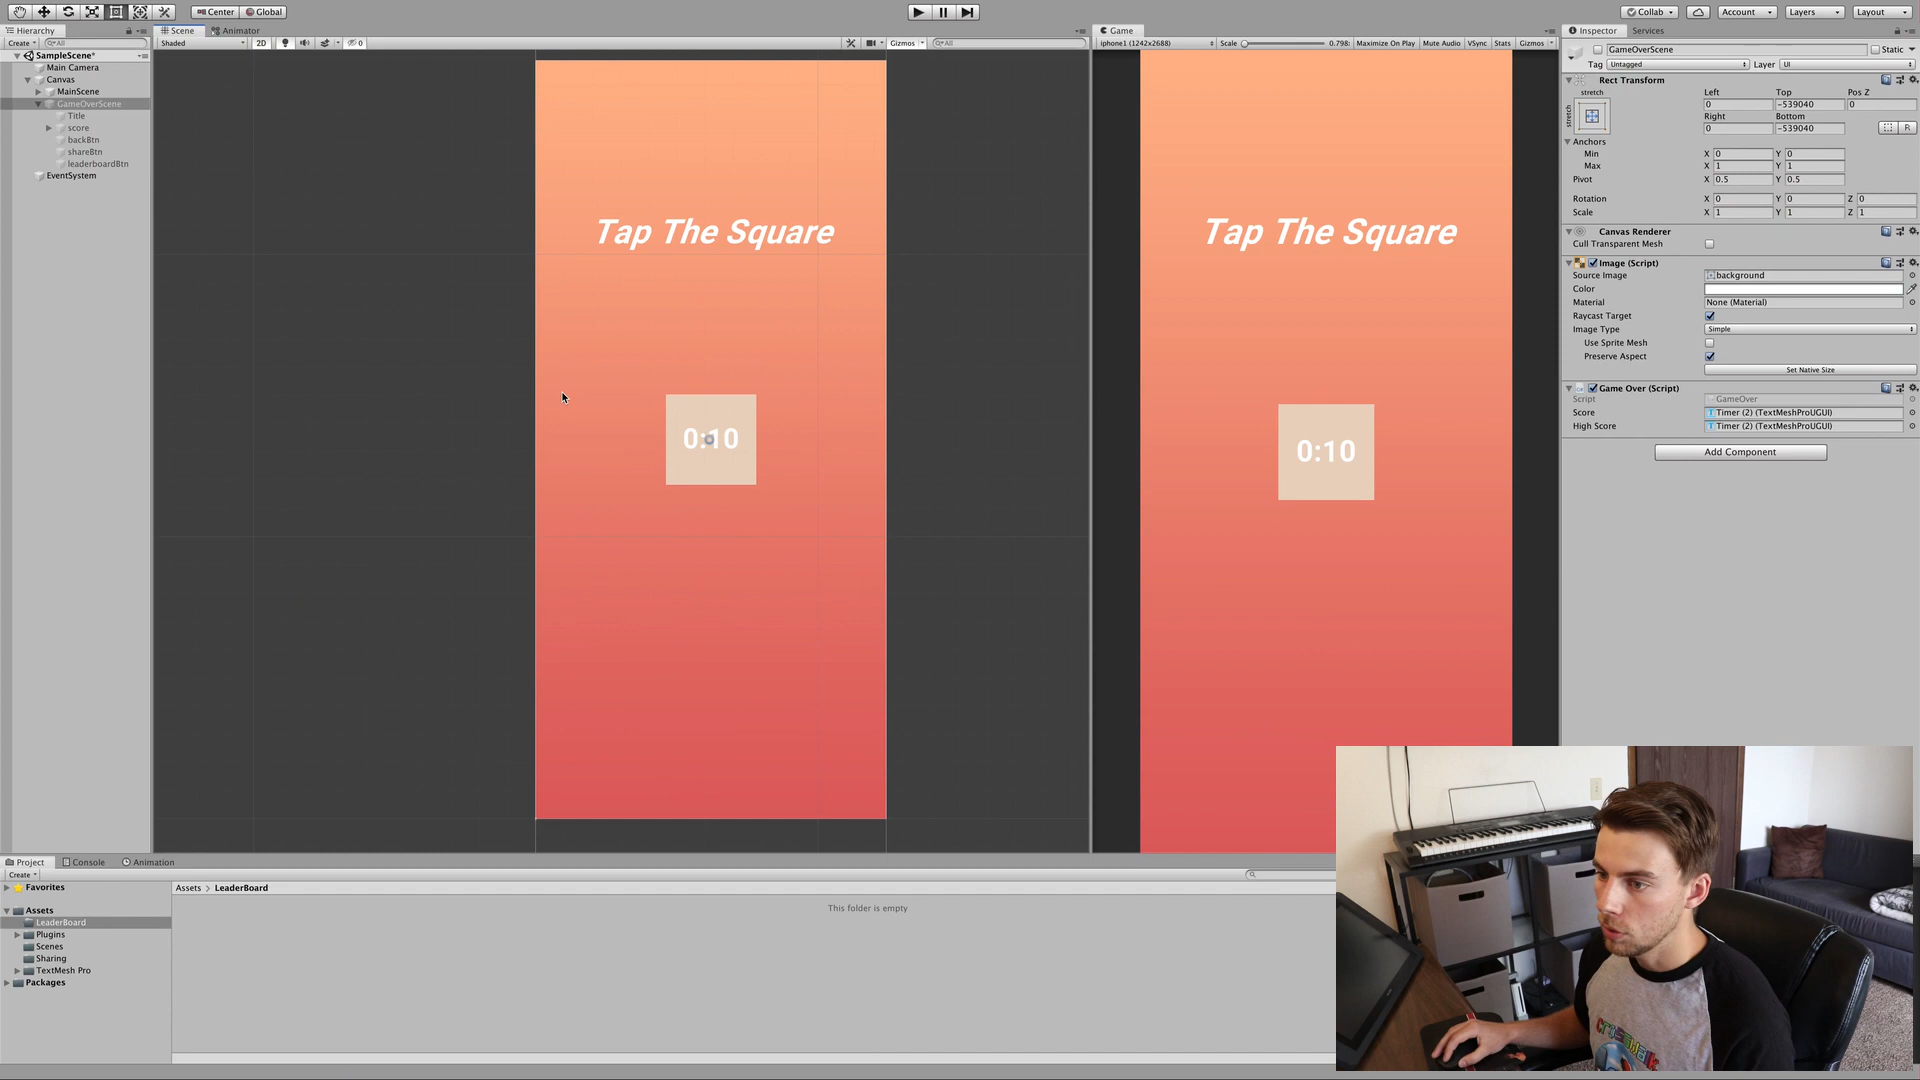 Center
Global
Collab
Account
Layers
Layout
Hierarchy
Create
All
SampleScene*
Main Camera
Canvas
MainScene
GameOverScene
Title
score
backBtn
shareBtn
leaderboardBtn
EventSystem
Scene
Animator
Shaded
2D
0
Gizmos
All
Tap The Square
0:10
Game
iphone1 (1242x2688)
Scale
0.798
Maximize On Play
Mute Audio
VSync
Stats
Gizmos
Tap The Square
0:10
Inspector
Services
GameOverScene
Static
Tag
Untagged
Layer
UI
Rect Transform
stretch
stretch
Left
Top
Pos Z
0
-539040
0
Right
Bottom
0
-539040
R
Anchors
Min
X 0
Y 0
Max
X 1
Y 1
Pivot
X 0.5
Y 0.5
Rotation
X 0
Y 0
Z 0
Scale
X 1
Y 1
Z 1
Canvas Renderer
Cull Transparent Mesh
Image (Script)
Source Image
background
Color
Material
None (Material)
Raycast Target
Image Type
Simple
Use Sprite Mesh
Preserve Aspect
Set Native Size
Game Over (Script)
Script
GameOver
Score
Timer (2) (TextMeshProUGUI)
High Score
Timer (2) (TextMeshProUGUI)
Add Component
Project
Console
Animation
Create
Favorites
Assets
LeaderBoard
Plugins
Scenes
Sharing
TextMesh Pro
Packages
Assets > LeaderBoard
This folder is empty